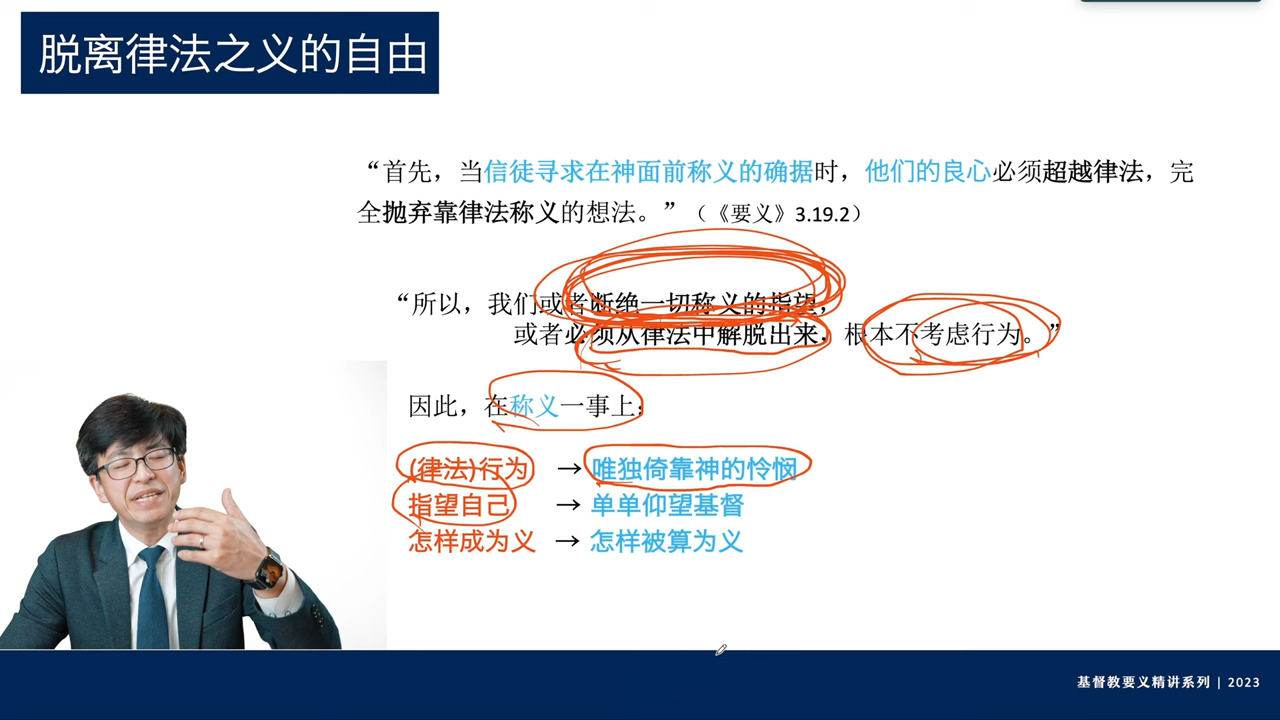 脱离律法之义的自由
“首先，当信徒寻求在神面前称义的确据时，他们的良心必须超越律法，完
全抛弃靠律法称义的想法。”（《要义》3.19.2）
“所以，我们或者断绝一切称义的指望，
或者必须从律法中解脱出来，根本不考虑行为。”
因此，在称义一事上：
(律法)行为 → 唯独倚靠神的怜悯
指望自己 → 单单仰望基督
怎样成为义 → 怎样被算为义
基督教要义精讲系列 | 2023